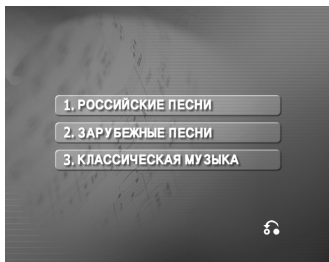 1. РОССИЙСКИЕ ПЕСНИ
2. ЗАРУБЕЖНЫЕ ПЕСНИ
3. КЛАССИЧЕСКАЯ МУЗЫКА